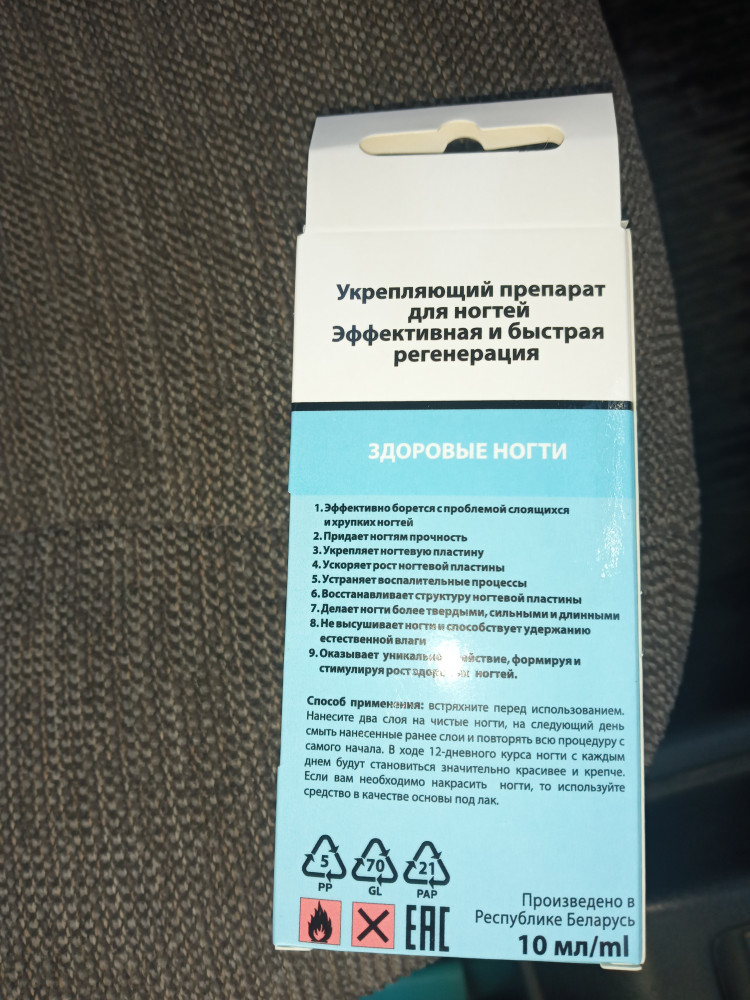 Укрепляющий препарат
для ногтей
Эффективная и быстрая
регенерация
ЗДОРОВЫЕ НОГТИ
1. Эффективно борется с проблемой слоящихся
и хрупких ногтей
2. Придает ногтям прочность
3. Укрепляет ногтевую пластину
4. Ускоряет рост ногтевой пластины
5. Устраняет воспалительные процессы
6. Восстанавливает структуру ногтевой пластины
7. Делает ногти более твердыми, сильными и длинными
8. Не высушивает ногти и способствует удержанию
естественной влаги
9. Оказывает действие, формируя и
стимулируя рост ногтей.
Способ применения: встряхните перед использованием.
Нанесите два слоя на чистые ногти, на следующий день
смыть нанесенные ранее слои и повторять всю процедуру с
самого начала. В ходе 12-дневного курса ногти с каждым
днем будут становиться значительно красивее и крепче.
Если вам необходимо накрасить ногти, то используйте
средство в качестве основы под лак.
5 70 21
PP GL PAP
EAC
Произведено в
Республике Беларусь
10 мл/ml